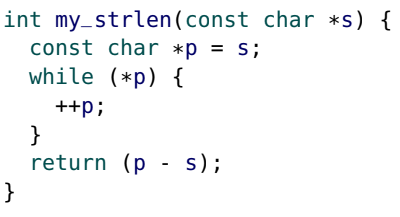 int my_strlen(const char *s) {
  const char *p = s;
  while (*p) {
    ++p;
  }
  return (p - s);
}